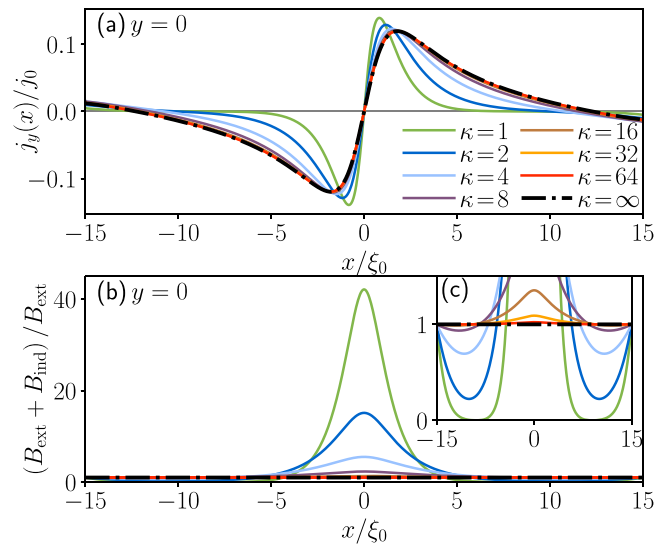 (a) y = 0
j_y(x)/j_0
0.1
0.0
−0.1
κ=1 κ=16
κ=2 κ=32
κ=4 κ=64
κ=8 κ=∞
−15 −10 −5 0 5 10 15
x/ξ_0
(b) y = 0
(B_ext + B_ind)/B_ext
40
20
0
(c)
1
0
−15 0 15
−15 −10 −5 0 5 10 15
x/ξ_0